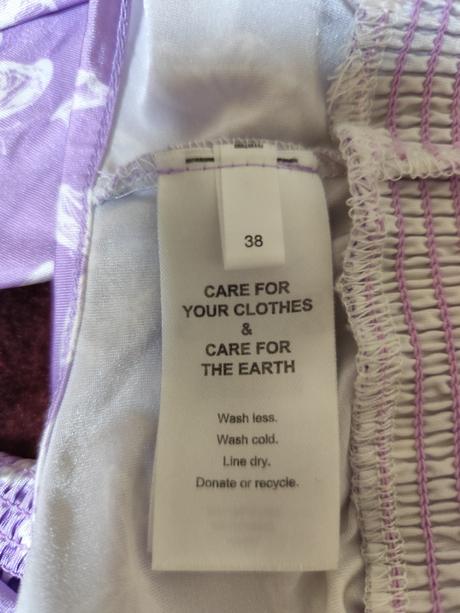 38
CARE FOR
YOUR CLOTHES
&
CARE FOR
THE EARTH
Wash less.
Wash cold.
Line dry.
Donate or recycle.